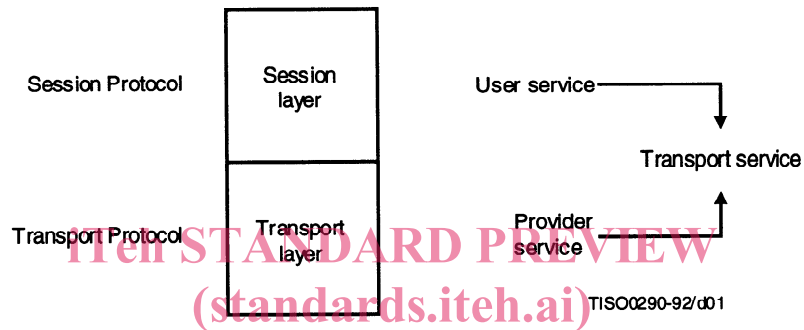 Session Protocol
Session
layer
User service
Transport service
Transport Protocol
Transport
layer
Provider
service
iTeh STANDARD PREVIEW
(standards.iteh.ai)
TISO0290-92/d01